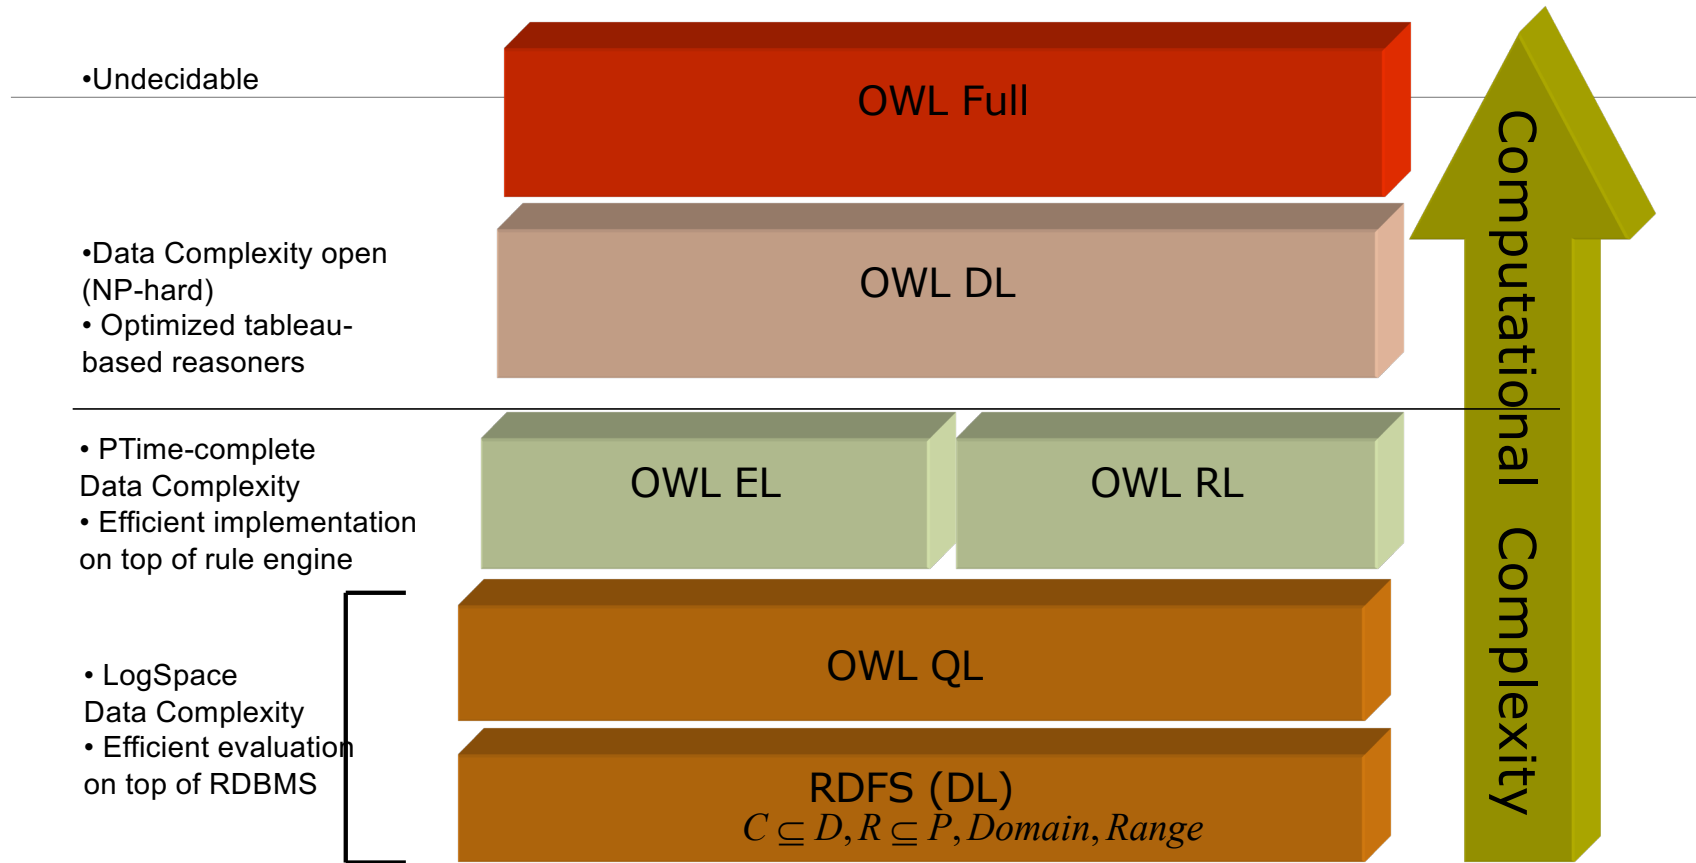 •Undecidable
OWL Full
•Data Complexity open
(NP-hard)
• Optimized tableau-
based reasoners
OWL DL
• PTime-complete
Data Complexity
• Efficient implementation
on top of rule engine
OWL EL
OWL RL
• LogSpace
Data Complexity
• Efficient evaluation
on top of RDBMS
OWL QL
RDFS (DL)
C ⊆ D, R ⊆ P, Domain, Range
Computational Complexity